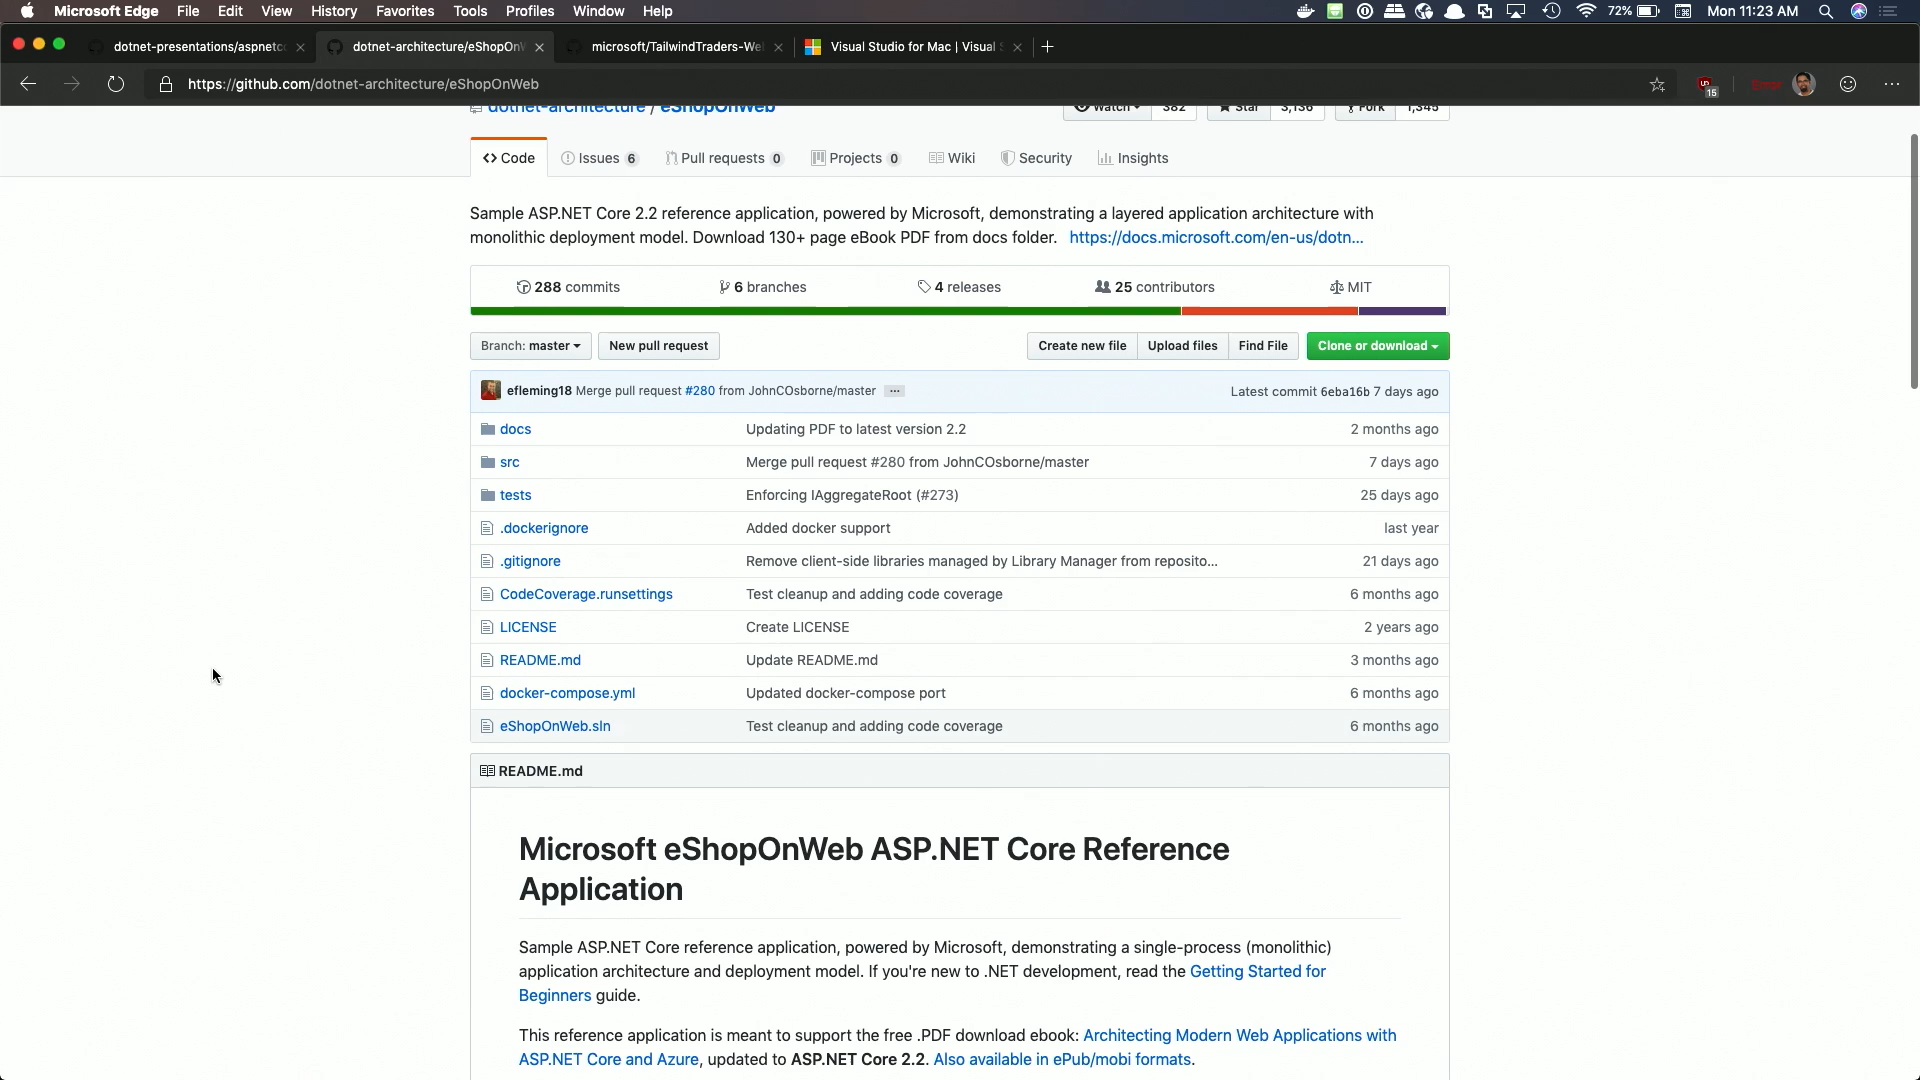 Microsoft Edge File Edit View History Favorites Tools Profiles Window Help 72% Mon 11:23 AM
dotnet-presentations/aspnetco dotnet-architecture/eShopOnW microsoft/TailwindTraders-We Visual Studio for Mac | Visual S
https://github.com/dotnet-architecture/eShopOnWeb 15 Error
dotnet-architecture / eShopOnWeb Watch 382 Star 3,136 Fork 1,345
Code Issues 6 Pull requests 0 Projects 0 Wiki Security Insights
Sample ASP.NET Core 2.2 reference application, powered by Microsoft, demonstrating a layered application architecture with
monolithic deployment model. Download 130+ page eBook PDF from docs folder. https://docs.microsoft.com/en-us/dotn...
288 commits 6 branches 4 releases 25 contributors MIT
Branch: master New pull request Create new file Upload files Find File Clone or download
efleming18 Merge pull request #280 from JohnCOsborne/master ... Latest commit 6eba16b 7 days ago
docs Updating PDF to latest version 2.2 2 months ago
src Merge pull request #280 from JohnCOsborne/master 7 days ago
tests Enforcing IAggregateRoot (#273) 25 days ago
.dockerignore Added docker support last year
.gitignore Remove client-side libraries managed by Library Manager from reposito... 21 days ago
CodeCoverage.runsettings Test cleanup and adding code coverage 6 months ago
LICENSE Create LICENSE 2 years ago
README.md Update README.md 3 months ago
docker-compose.yml Updated docker-compose port 6 months ago
eShopOnWeb.sln Test cleanup and adding code coverage 6 months ago
README.md
Microsoft eShopOnWeb ASP.NET Core Reference
Application
Sample ASP.NET Core reference application, powered by Microsoft, demonstrating a single-process (monolithic)
application architecture and deployment model. If you're new to .NET development, read the Getting Started for
Beginners guide.
This reference application is meant to support the free .PDF download ebook: Architecting Modern Web Applications with
ASP.NET Core and Azure, updated to ASP.NET Core 2.2. Also available in ePub/mobi formats.